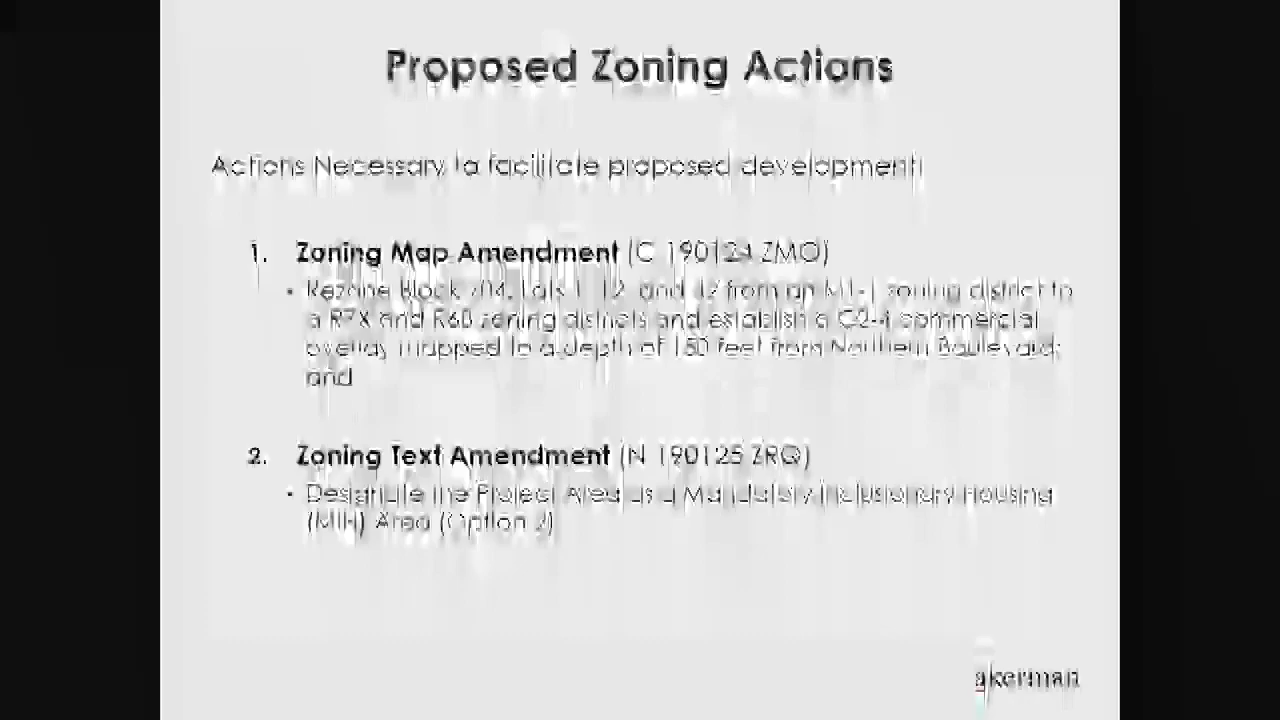 Proposed Zoning Actions
Actions Necessary to facilitate proposed development:
1. Zoning Map Amendment (C 190124 ZMQ)
• Rezone Block 704, Lots 1, 12, and 42 from an M1-1 zoning district to
a R7X and R6B zoning districts and establish a C2-4 commercial
overlay mapped to a depth of 150 feet from Northern Boulevard;
and
2. Zoning Text Amendment (N 190125 ZRQ)
• Designate the Project Area as a Mandatory Inclusionary Housing
(MIH) Area (Option 2)
akerman